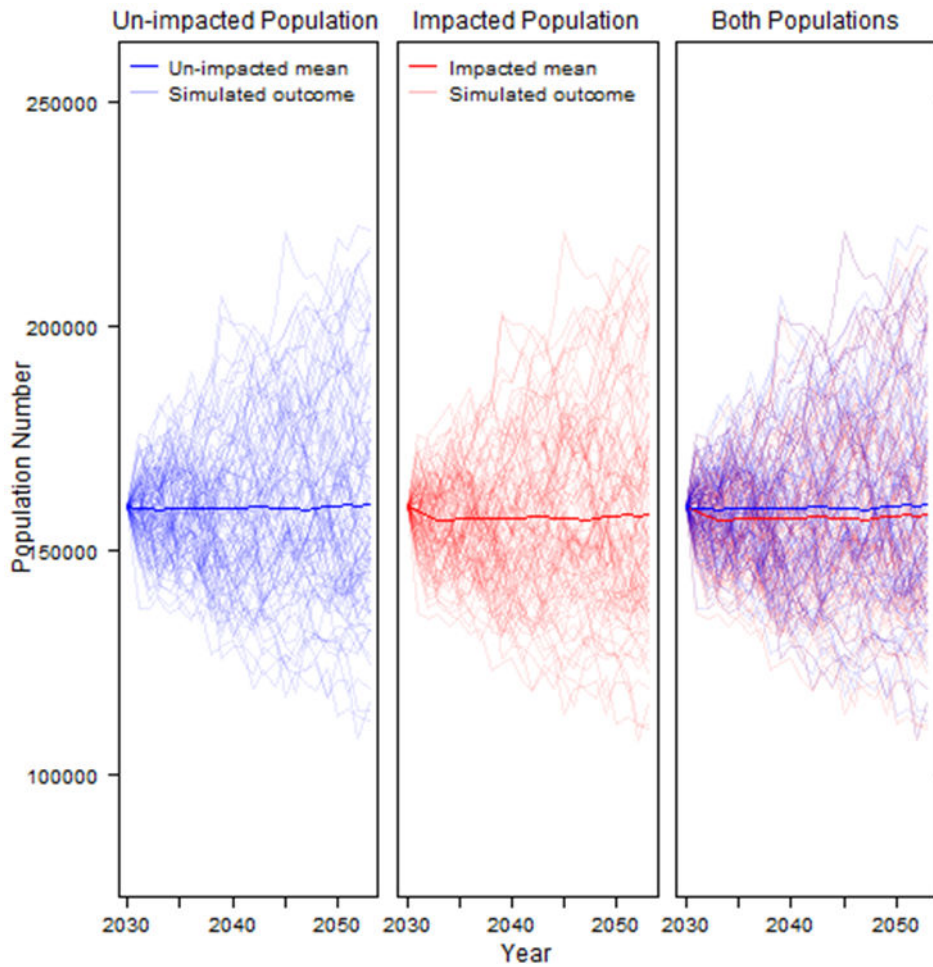 Un-impacted Population
Impacted Population
Both Populations
Un-impacted mean
Simulated outcome
Impacted mean
Simulated outcome
250000
200000
150000
100000
Population Number
2030 2040 2050
2030 2040 2050
2030 2040 2050
Year